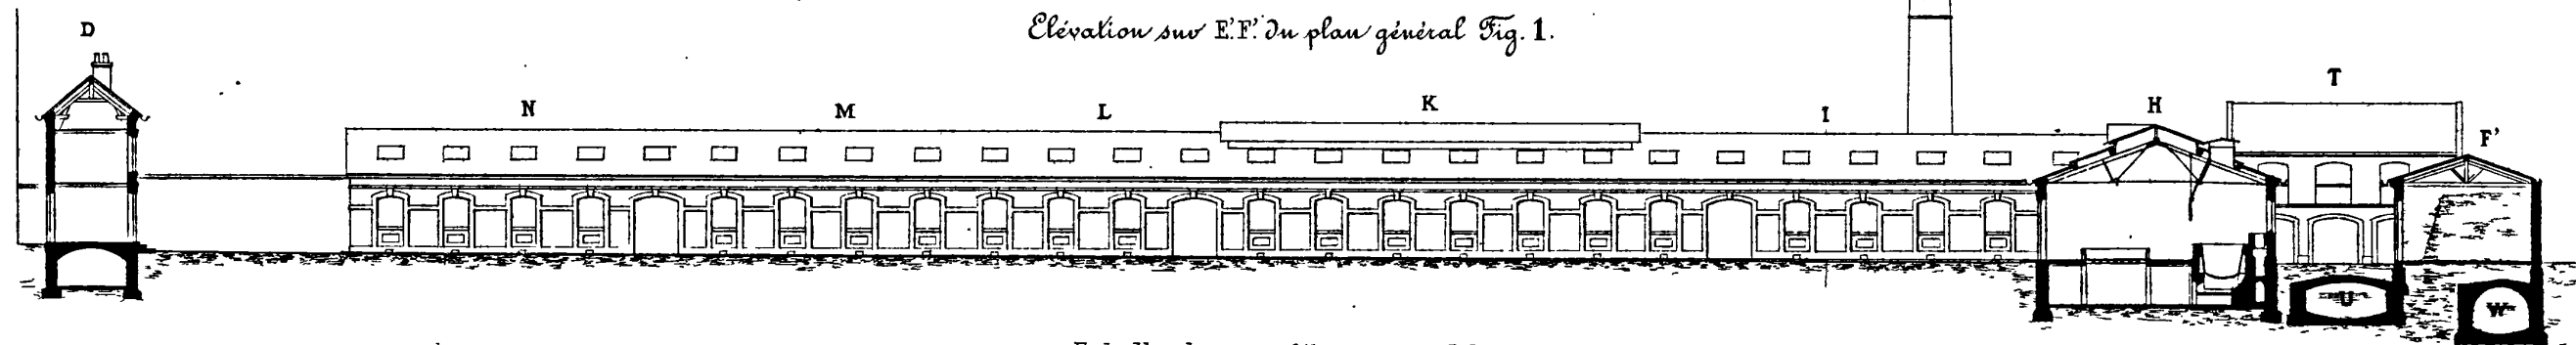 Elévation sur E'.F'. du plan général Fig. 1.
D
T
K
H
N
M
L
I
F'
U
W